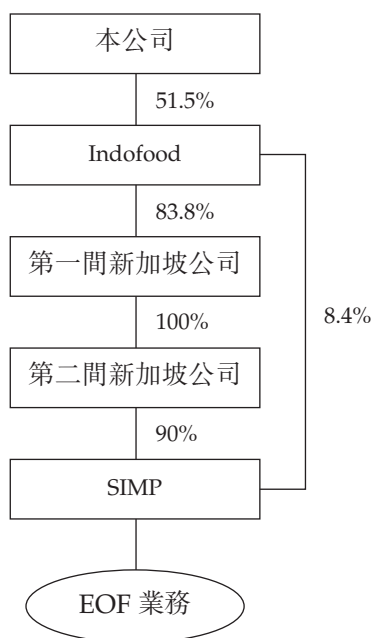 本公司
51.5%
Indofood
83.8%
第一間新加坡公司
100%
8.4%
第二間新加坡公司
90%
SIMP
EOF 業務